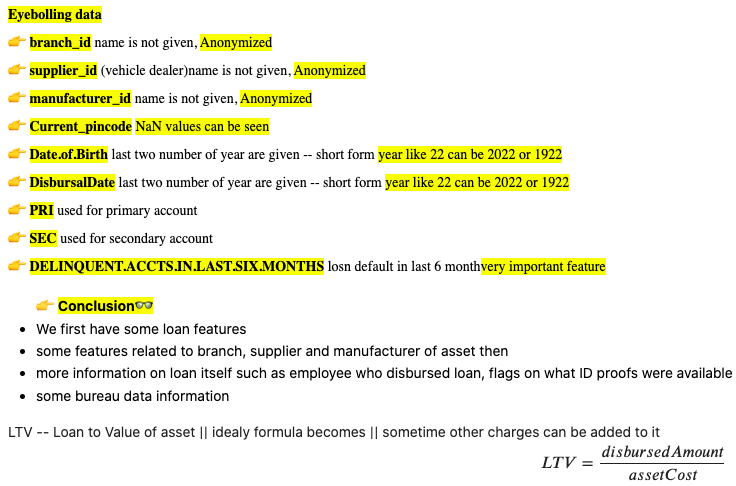 Eyebolling data
👉 branch_id name is not given, Anonymized
👉 supplier_id (vehicle dealer)name is not given, Anonymized
👉 manufacturer_id name is not given, Anonymized
👉 Current_pincode NaN values can be seen
👉 Date.of.Birth last two number of year are given -- short form year like 22 can be 2022 or 1922
👉 DisbursalDate last two number of year are given -- short form year like 22 can be 2022 or 1922
👉 PRI used for primary account
👉 SEC used for secondary account
👉 DELINQUENT.ACCTS.IN.LAST.SIX.MONTHS losn default in last 6 monthvery important feature
👉 Conclusion👓
• We first have some loan features
• some features related to branch, supplier and manufacturer of asset then
• more information on loan itself such as employee who disbursed loan, flags on what ID proofs were available
• some bureau data information
LTV -- Loan to Value of asset || idealy formula becomes || sometime other charges can be added to it
LTV = disbursedAmount / assetCost